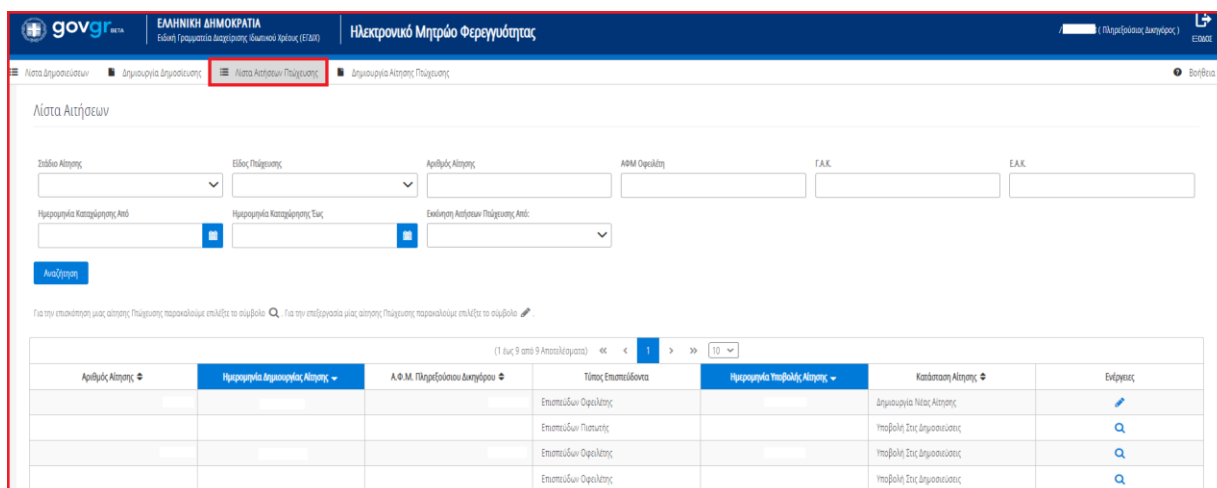 govgr BETA
ΕΛΛΗΝΙΚΗ ΔΗΜΟΚΡΑΤΙΑ
Ειδική Γραμματεία Διαχείρισης Ιδιωτικού Χρέους (ΕΓΔΙΧ)
Ηλεκτρονικό Μητρώο Φερεγγυότητας
/ ( Πληρεξούσιος Δικηγόρος )
ΕΞΟΔΟΣ
Λίστα Δημοσιεύσεων Δημιουργία Δημοσίευσης Λίστα Αιτήσεων Πτώχευσης Δημιουργία Αίτησης Πτώχευσης Βοήθεια
Λίστα Αιτήσεων
Στάδιο Αίτησης Είδος Πτώχευσης Αριθμός Αίτησης ΑΦΜ Οφειλέτη Γ.Α.Κ. Ε.Α.Κ.
Ημερομηνία Καταχώρησης Από Ημερομηνία Καταχώρησης Έως Εκκίνηση Αιτήσεων Πτώχευσης Από:
Αναζήτηση
Για την επισκόπηση μιας αίτησης Πτώχευσης παρακαλούμε επιλέξτε το σύμβολο . Για την επεξεργασία μίας αίτησης Πτώχευσης παρακαλούμε επιλέξτε το σύμβολο .
(1 έως 9 από 9 Αποτελέσματα) 1 10
Αριθμός Αίτησης Ημερομηνία Δημιουργίας Αίτησης Α.Φ.Μ. Πληρεξούσιου Δικηγόρου Τύπος Επισπεύδοντα Ημερομηνία Υποβολής Αίτησης Κατάσταση Αίτησης Ενέργειες
Επισπεύδων Οφειλέτης Δημιουργία Νέας Αίτησης
Επισπεύδων Πιστωτής Υποβολή Στις Δημοσιεύσεις
Επισπεύδων Οφειλέτης Υποβολή Στις Δημοσιεύσεις
Επισπεύδων Οφειλέτης Υποβολή Στις Δημοσιεύσεις